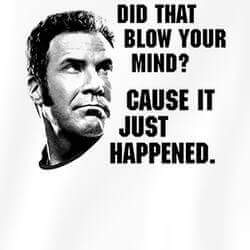 DID THAT
BLOW YOUR
MIND?
CAUSE IT
JUST
HAPPENED.